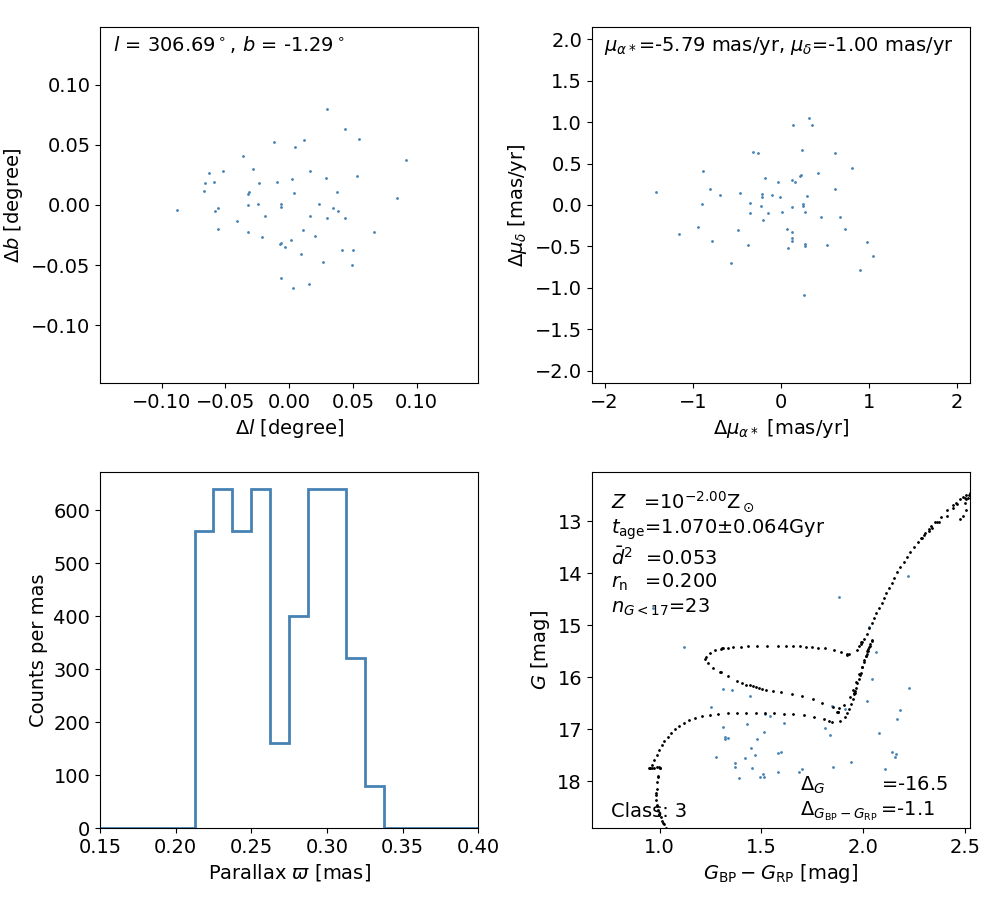 l = 306.69°, b = -1.29°
0.10
0.05
0.00
−0.05
−0.10
Δb [degree]
−0.10 −0.05 0.00 0.05 0.10
Δl [degree]
μα∗=-5.79 mas/yr, μδ=-1.00 mas/yr
2.0
1.5
1.0
0.5
0.0
−0.5
−1.0
−1.5
−2.0
Δμδ [mas/yr]
−2 −1 0 1 2
Δμα∗ [mas/yr]
600
500
400
300
200
100
0
Counts per mas
0.15 0.20 0.25 0.30 0.35 0.40
Parallax ϖ [mas]
Z =10−2.00Z⊙
tage=1.070±0.064Gyr
d̄2 =0.053
rn =0.200
nG<17=23
13
14
15
16
17
18
G [mag]
ΔG =-16.5
ΔGBP−GRP=-1.1
Class: 3
1.0 1.5 2.0 2.5
GBP − GRP [mag]